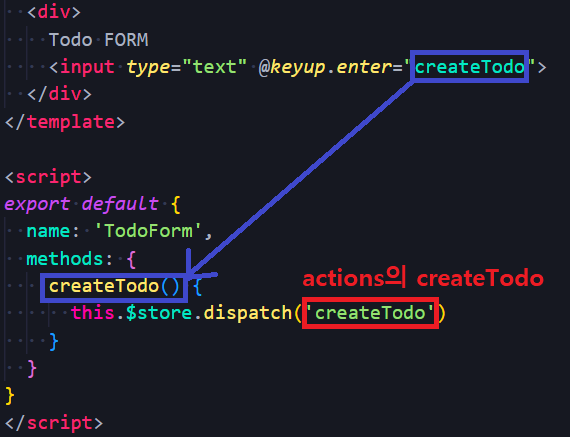 <div>
Todo FORM
<input type="text" @keyup.enter="createTodo">
</div>
</template>
<script>
export default {
name: 'TodoForm',
methods: {
createTodo() {
actions의 createTodo
this.$store.dispatch('createTodo')
}
}
}
</script>